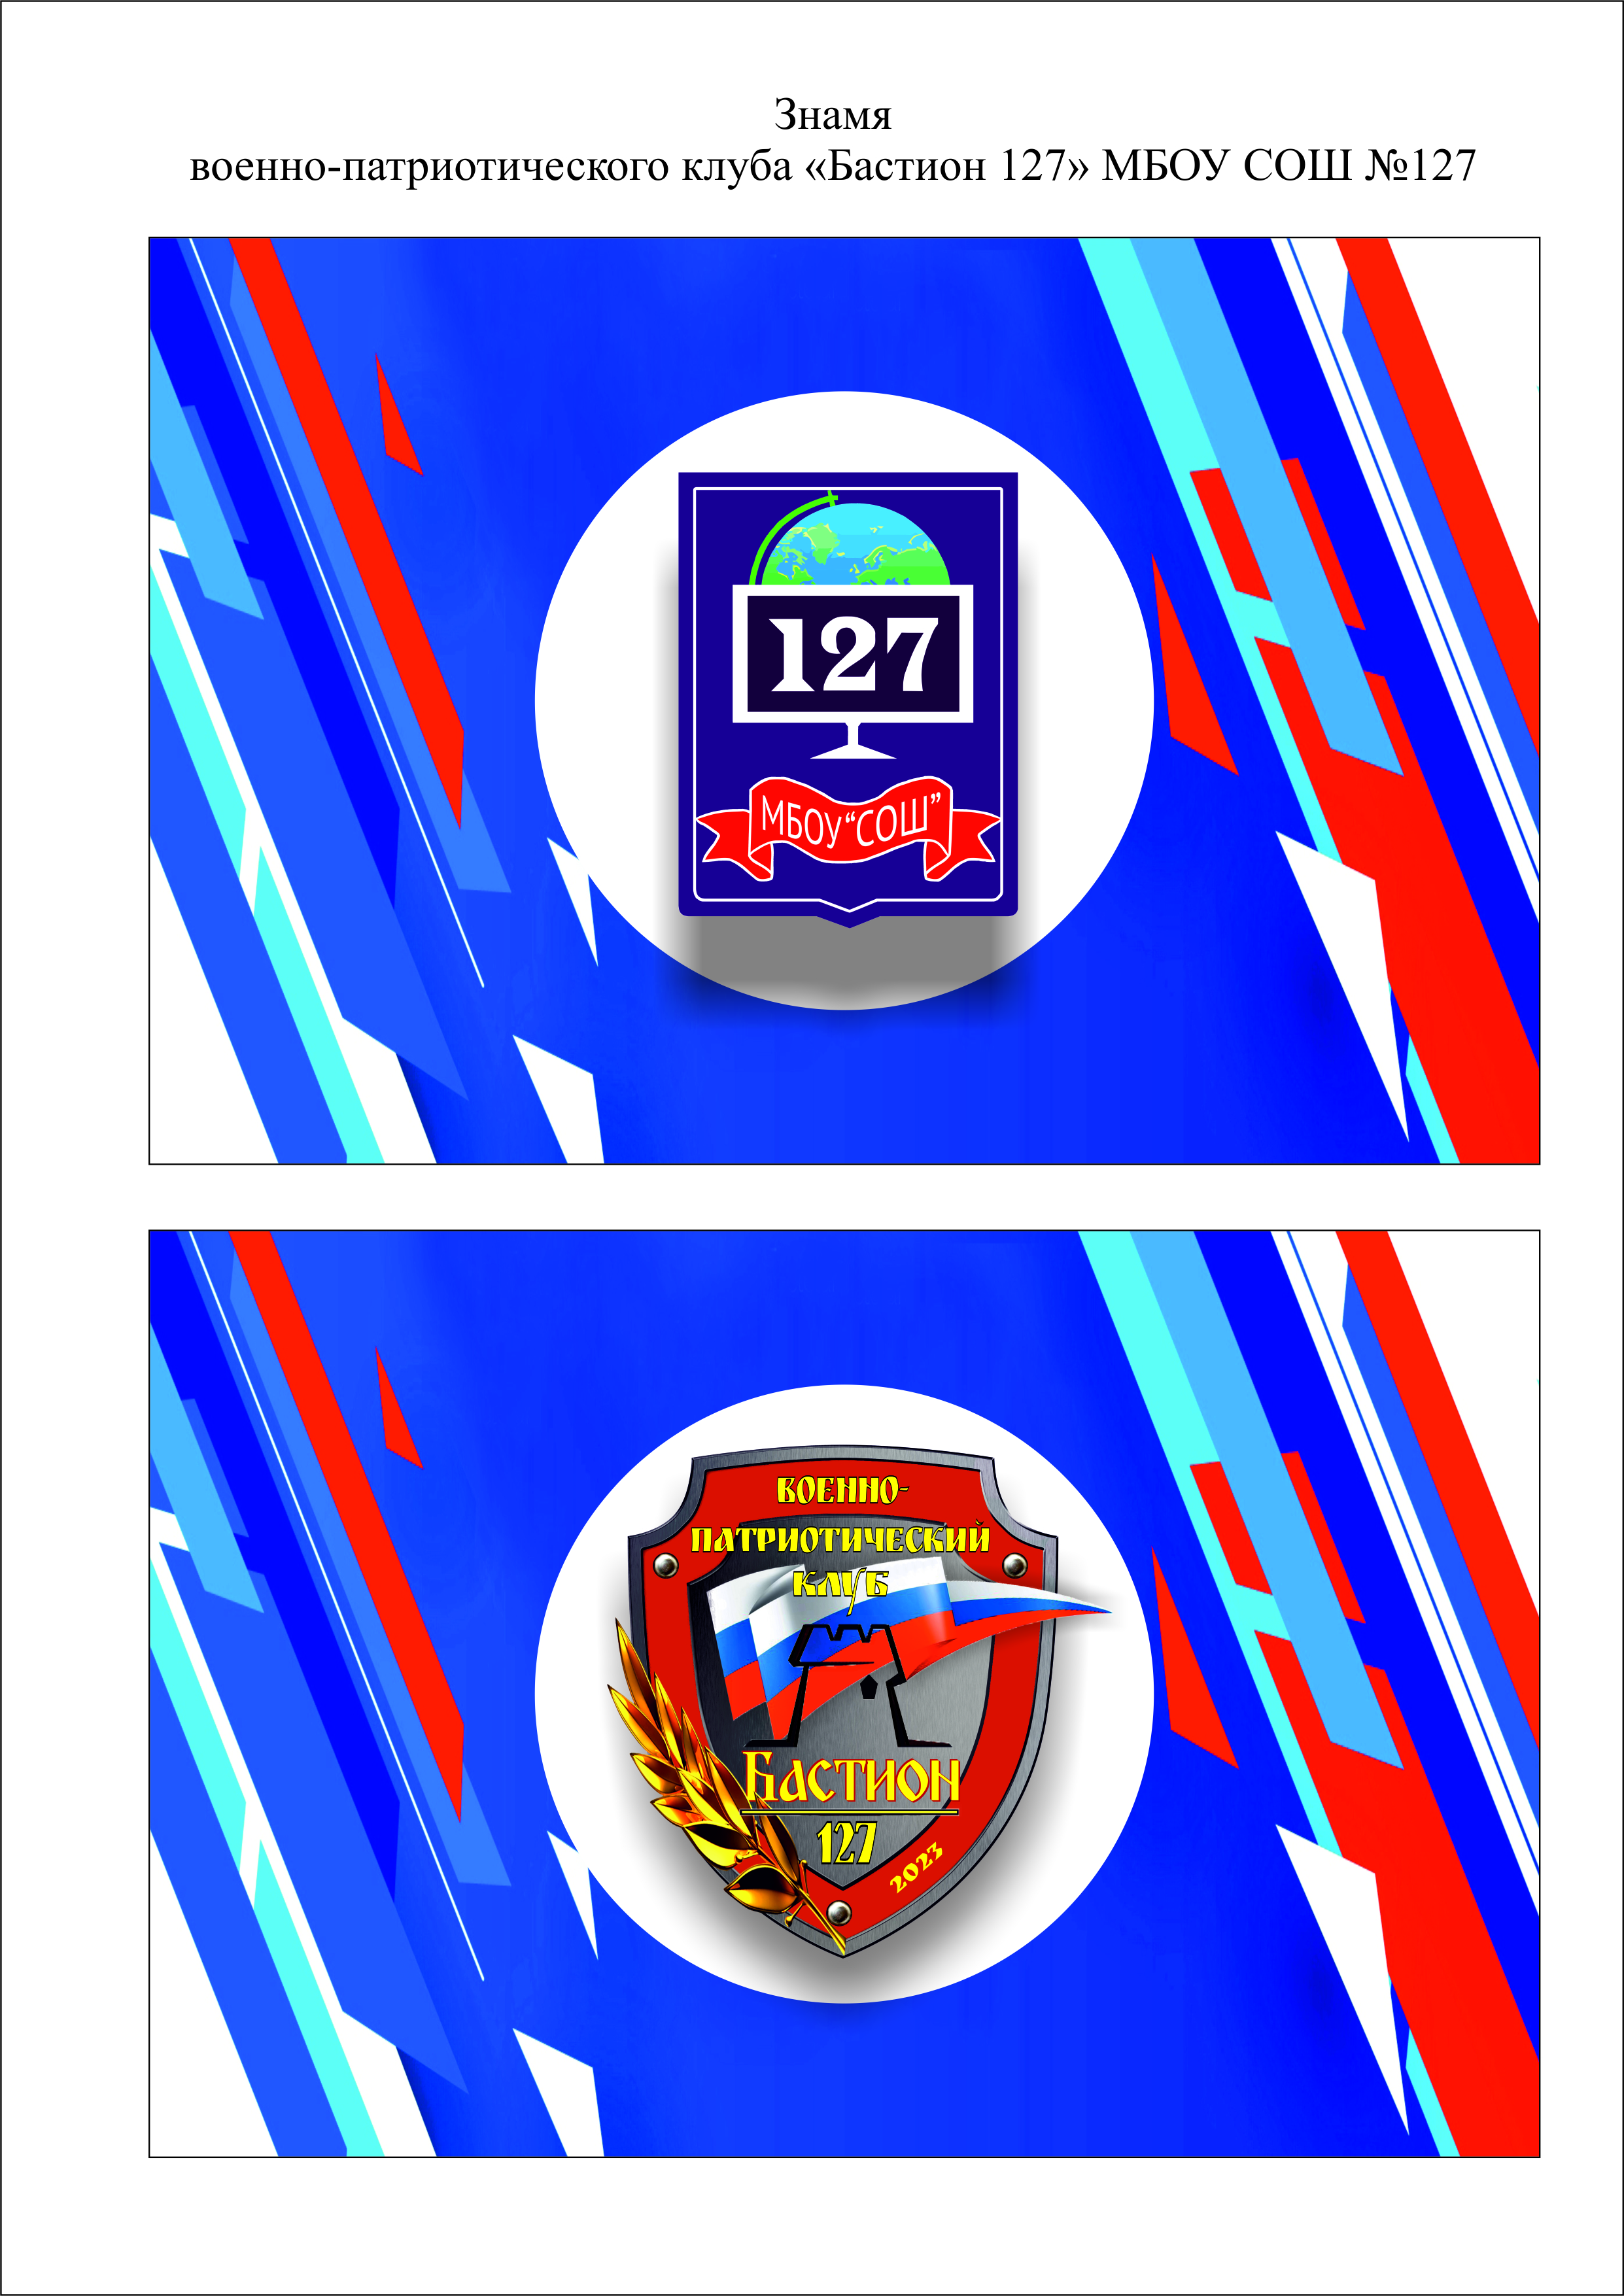 Знамя
военно-патриотического клуба «Бастион 127» МБОУ СОШ №127
127
МБОУ“СОШ”
ВОЕННО-
ПАТРИОТИЧЕСКИЙ
КЛУБ
БАСТИОН
127
2023